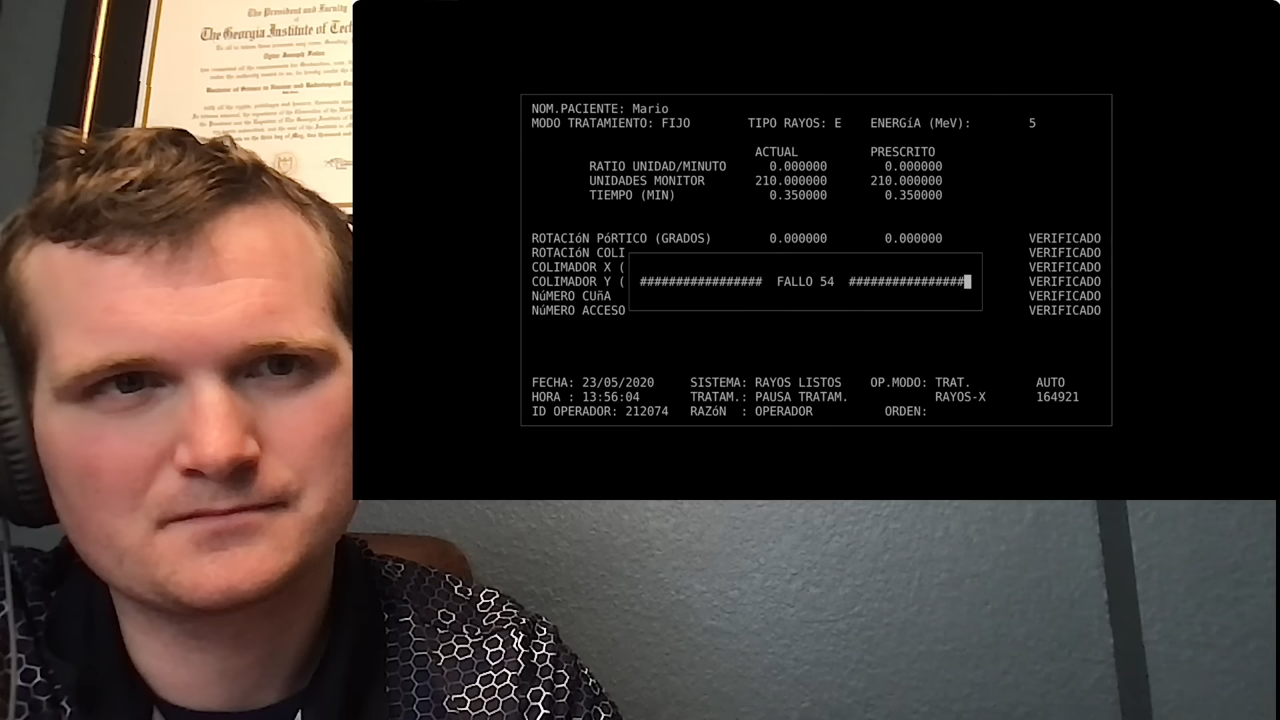 The President and Faculty
of
The Georgia Institute of Tech
NOM.PACIENTE: Mario
MODO TRATAMIENTO: FIJO TIPO RAYOS: E ENERGíA (MeV): 5
ACTUAL PRESCRITO
RATIO UNIDAD/MINUTO 0.000000 0.000000
UNIDADES MONITOR 210.000000 210.000000
TIEMPO (MIN) 0.350000 0.350000
ROTACIóN PóRTICO (GRADOS) 0.000000 0.000000 VERIFICADO
ROTACIóN COLI VERIFICADO
COLIMADOR X ( VERIFICADO
COLIMADOR Y ( ################# FALLO 54 ################ VERIFICADO
NúMERO CUñA VERIFICADO
NúMERO ACCESO VERIFICADO
FECHA: 23/05/2020 SISTEMA: RAYOS LISTOS OP.MODO: TRAT. AUTO
HORA : 13:56:04 TRATAM.: PAUSA TRATAM. RAYOS-X 164921
ID OPERADOR: 212074 RAZóN : OPERADOR ORDEN: